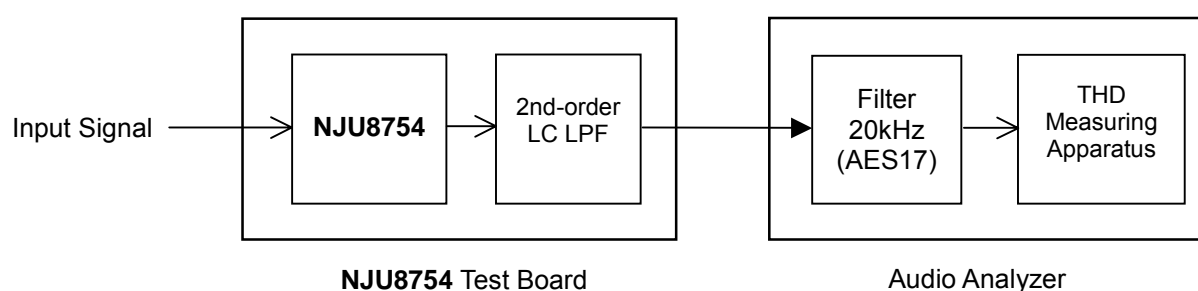 Input Signal
NJU8754
2nd-order
LC LPF
Filter
20kHz
(AES17)
THD
Measuring
Apparatus
NJU8754 Test Board
Audio Analyzer